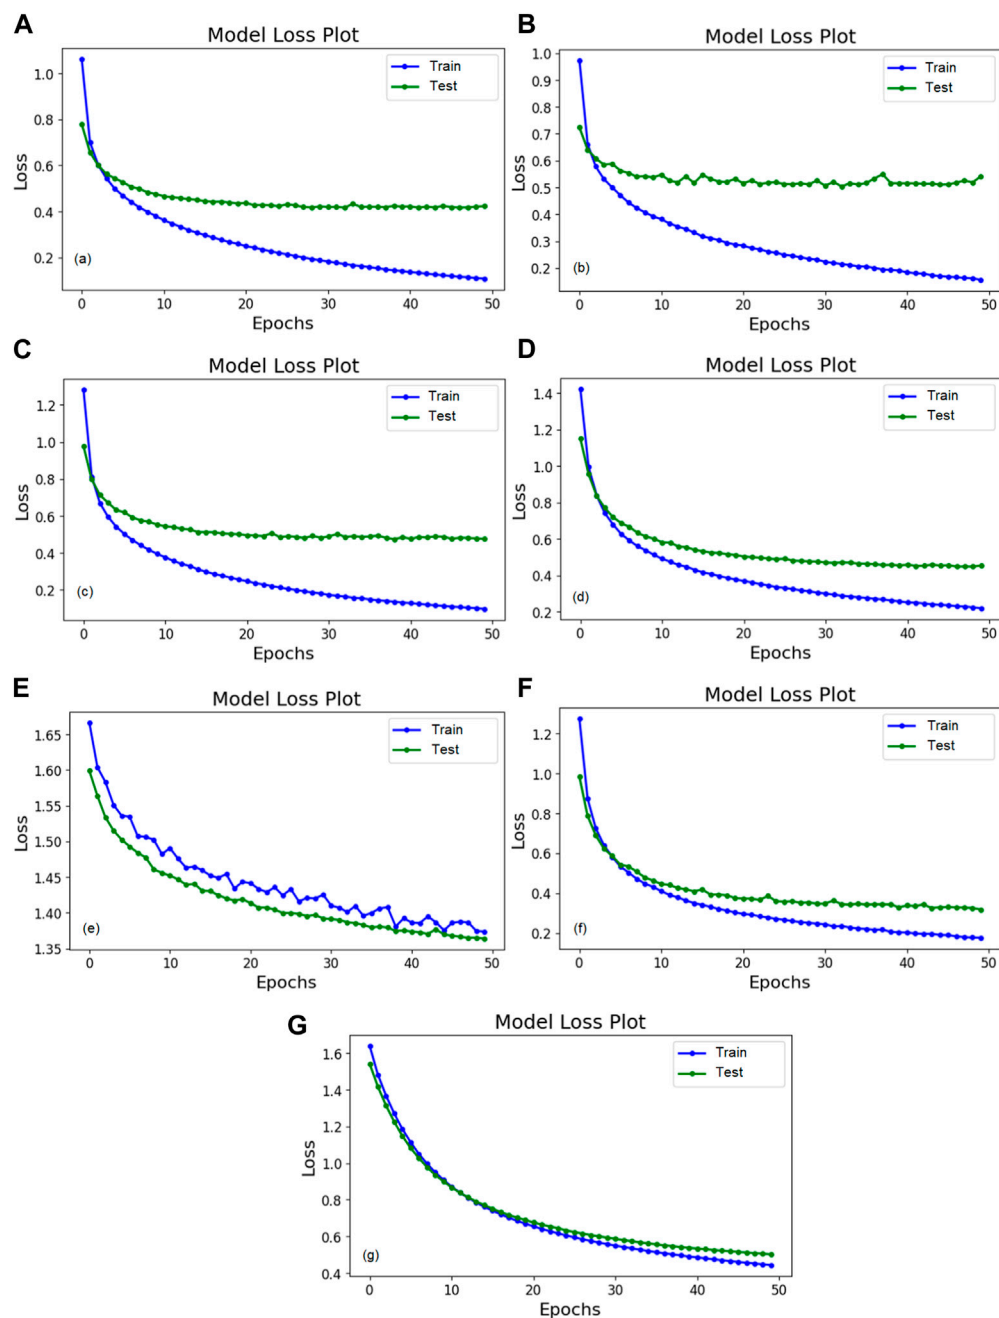 A
Model Loss Plot
Train
Test
Loss
1.0
0.8
0.6
0.4
0.2
(a)
0 10 20 30 40 50
Epochs
B
Model Loss Plot
Train
Test
Loss
1.0
0.9
0.8
0.7
0.6
0.5
0.4
0.3
0.2
(b)
0 10 20 30 40 50
Epochs
C
Model Loss Plot
Train
Test
Loss
1.2
1.0
0.8
0.6
0.4
0.2
(c)
0 10 20 30 40 50
Epochs
D
Model Loss Plot
Train
Test
Loss
1.4
1.2
1.0
0.8
0.6
0.4
0.2
(d)
0 10 20 30 40 50
Epochs
E
Model Loss Plot
Train
Test
Loss
1.65
1.60
1.55
1.50
1.45
1.40
1.35
(e)
0 10 20 30 40 50
Epochs
F
Model Loss Plot
Train
Test
Loss
1.2
1.0
0.8
0.6
0.4
0.2
(f)
0 10 20 30 40 50
Epochs
G
Model Loss Plot
Train
Test
Loss
1.6
1.4
1.2
1.0
0.8
0.6
0.4
(g)
0 10 20 30 40 50
Epochs